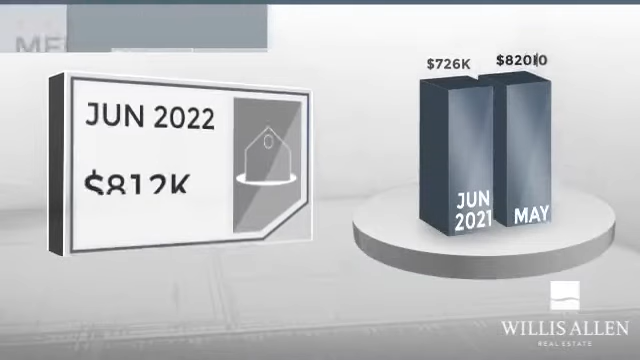 JUN 2022
$812K
$726K
JUN
2021
MAY
WILLIS ALLEN
REAL ESTATE